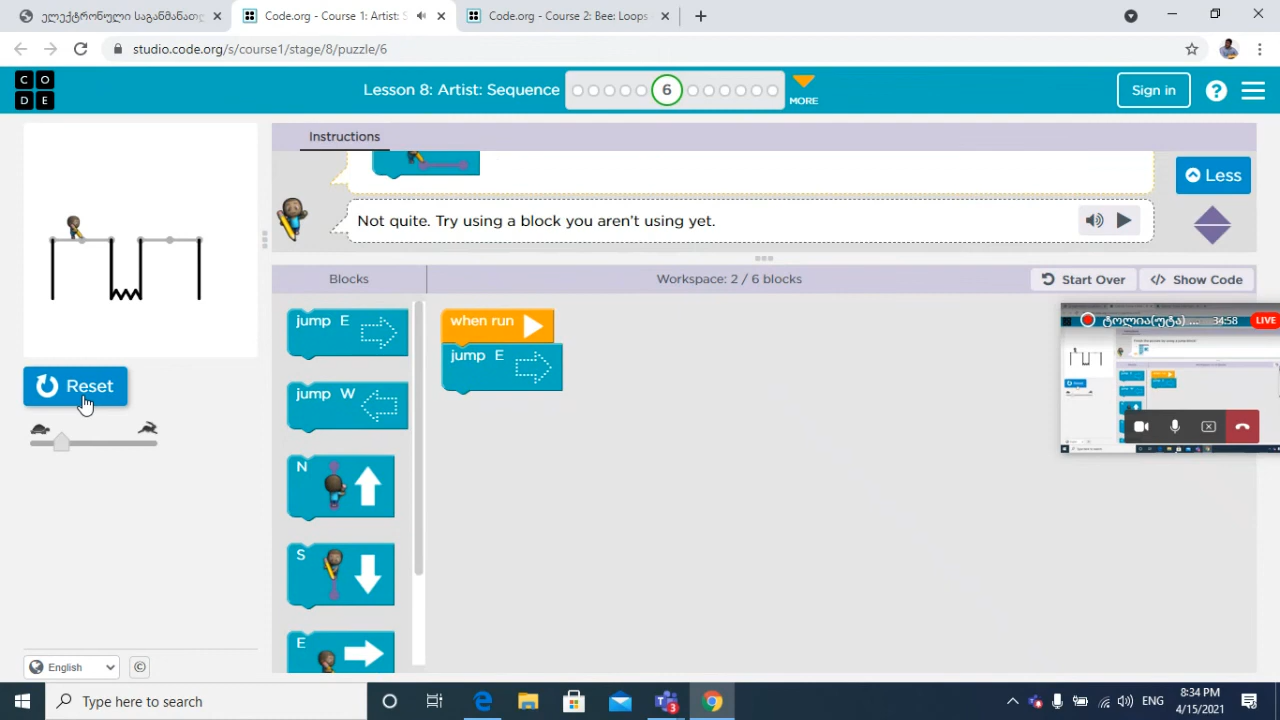 ელექტრონული საგანმანათ
Code.org - Course 1: Artist: S
Code.org - Course 2: Bee: Loops
studio.code.org/s/course1/stage/8/puzzle/6
C O
D E
Lesson 8: Artist: Sequence
6
MORE
Sign in
?
Instructions
Less
Not quite. Try using a block you aren't using yet.
Blocks
Workspace: 2 / 6 blocks
Start Over
</> Show Code
jump E
jump W
N
S
E
when run
jump E
Reset
34:58
LIVE
English
©
Type here to search
3
ENG
8:34 PM
4/15/2021